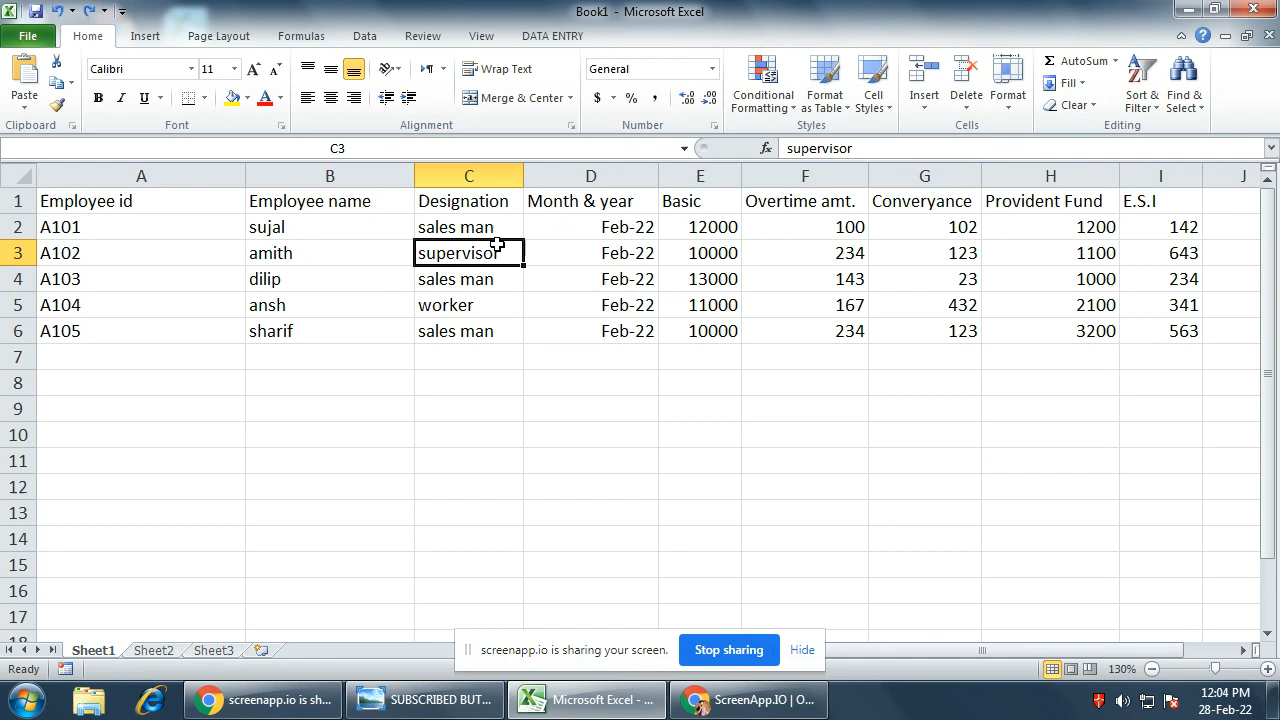 Book1 - Microsoft Excel
File Home Insert Page Layout Formulas Data Review View DATA ENTRY
Paste
Calibri 11
B I U A
Wrap Text
Merge & Center
General
$ % ,
Conditional Formatting
Format as Table
Cell Styles
Insert Delete Format
Σ AutoSum
Fill
Clear
Sort & Filter
Find & Select
Clipboard Font Alignment Number Styles Cells Editing
C3 fx supervisor
A B C D E F G H I J
1 Employee id Employee name Designation Month & year Basic Overtime amt. Converyance Provident Fund E.S.I
2 A101 sujal sales man Feb-22 12000 100 102 1200 142
3 A102 amith supervisor Feb-22 10000 234 123 1100 643
4 A103 dilip sales man Feb-22 13000 143 23 1000 234
5 A104 ansh worker Feb-22 11000 167 432 2100 341
6 A105 sharif sales man Feb-22 10000 234 123 3200 563
7
8
9
10
11
12
13
14
15
16
17
18
Sheet1 Sheet2 Sheet3
screenapp.io is sharing your screen. Stop sharing Hide
Ready 130%
screenapp.io is sh... SUBSCRIBED BUT... Microsoft Excel - ... ScreenApp.IO | O...
12:04 PM
28-Feb-22